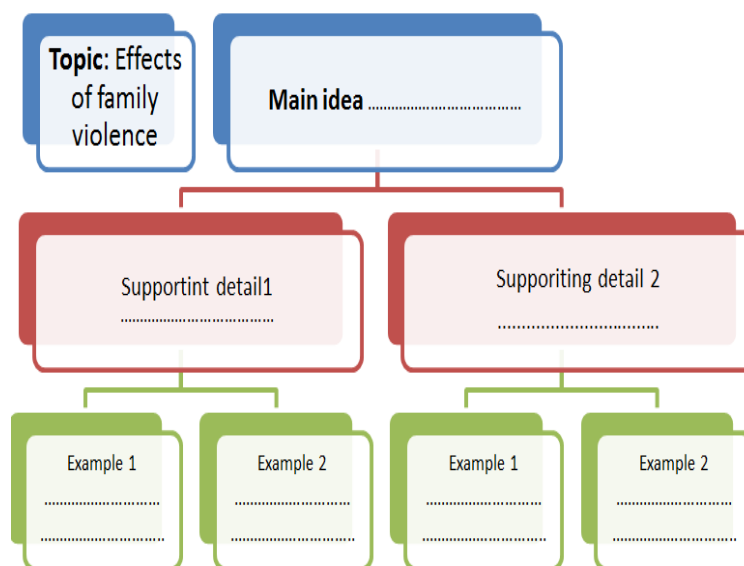 Topic: Effects
of family
violence
Main idea ....................................
Supportint detail1
....................................
Supporiting detail 2
....................................
Example 1
............................
..............................
Example 2
............................
..............................
Example 1
............................
..............................
Example 2
............................
..............................